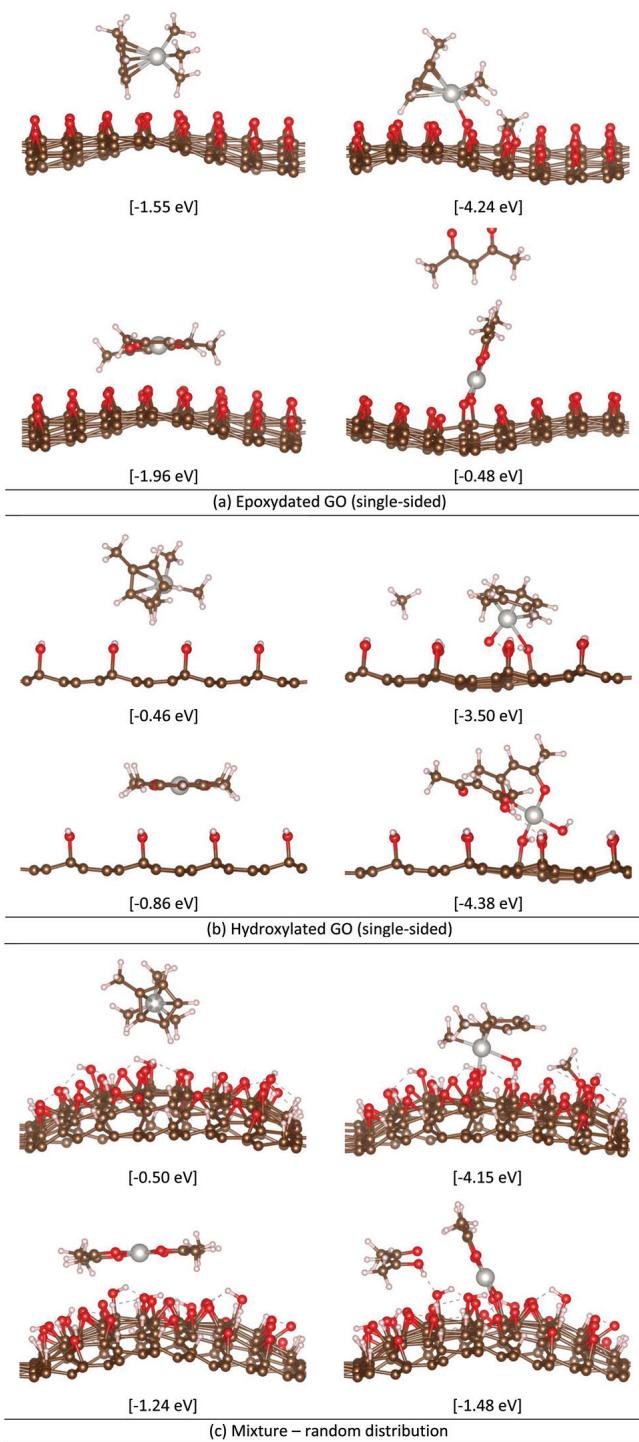 [-1.55 eV] [-4.24 eV]
[-1.96 eV] [-0.48 eV]
(a) Epoxydated GO (single-sided)
[-0.46 eV] [-3.50 eV]
[-0.86 eV] [-4.38 eV]
(b) Hydroxylated GO (single-sided)
[-0.50 eV] [-4.15 eV]
[-1.24 eV] [-1.48 eV]
(c) Mixture – random distribution